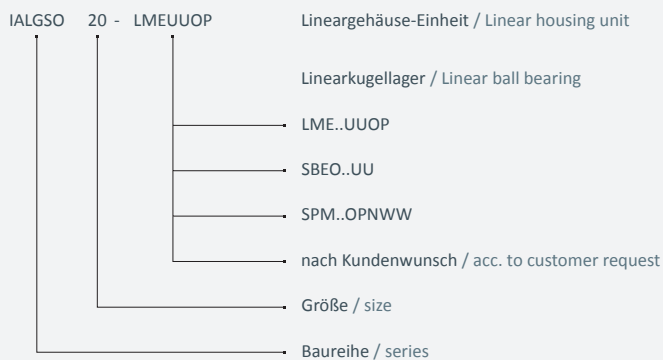 IALGSO 20 - LMEUUOP Lineargehäuse-Einheit / Linear housing unit
Linearkugellager / Linear ball bearing
LME..UUOP
SBEO..UU
SPM..OPNWW
nach Kundenwunsch / acc. to customer request
Größe / size
Baureihe / series